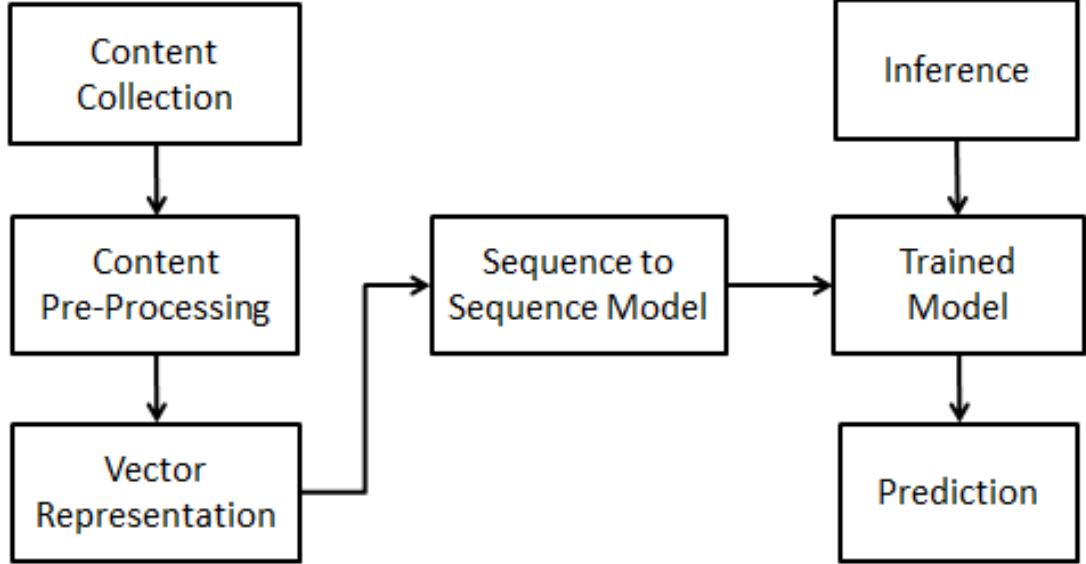 Content
Collection
Content
Pre-Processing
Vector
Representation
Sequence to
Sequence Model
Inference
Trained
Model
Prediction